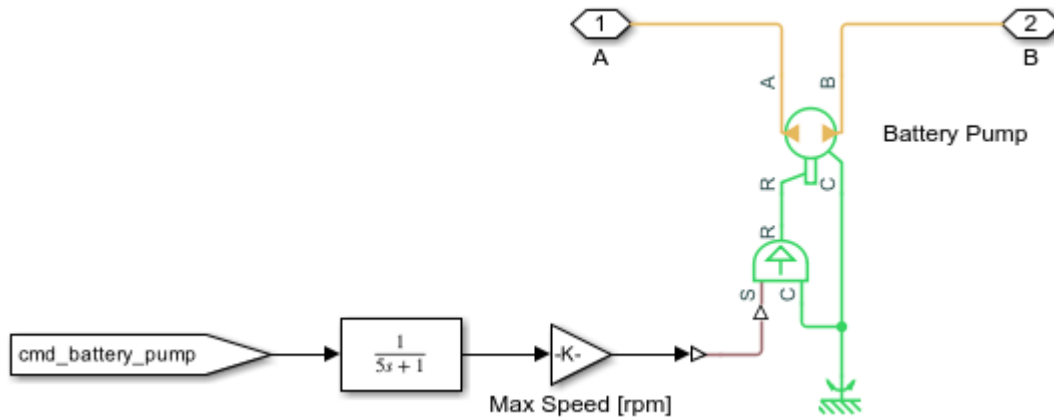 1
A
2
B
A
B
Battery Pump
R
C
R
S
C
cmd_battery_pump
1
5s + 1
-K-
Max Speed [rpm]